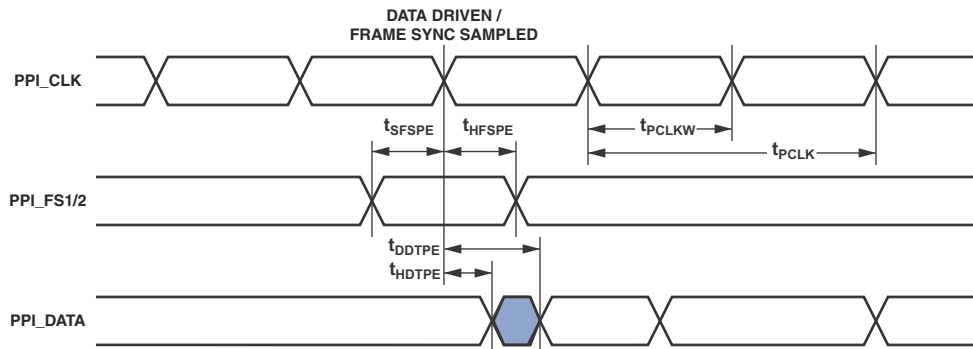 DATA DRIVEN /
FRAME SYNC SAMPLED
PPI_CLK
tSFSPE
tHFSPE
tPCLKW
tPCLK
PPI_FS1/2
tDDTPE
tHDTPE
PPI_DATA